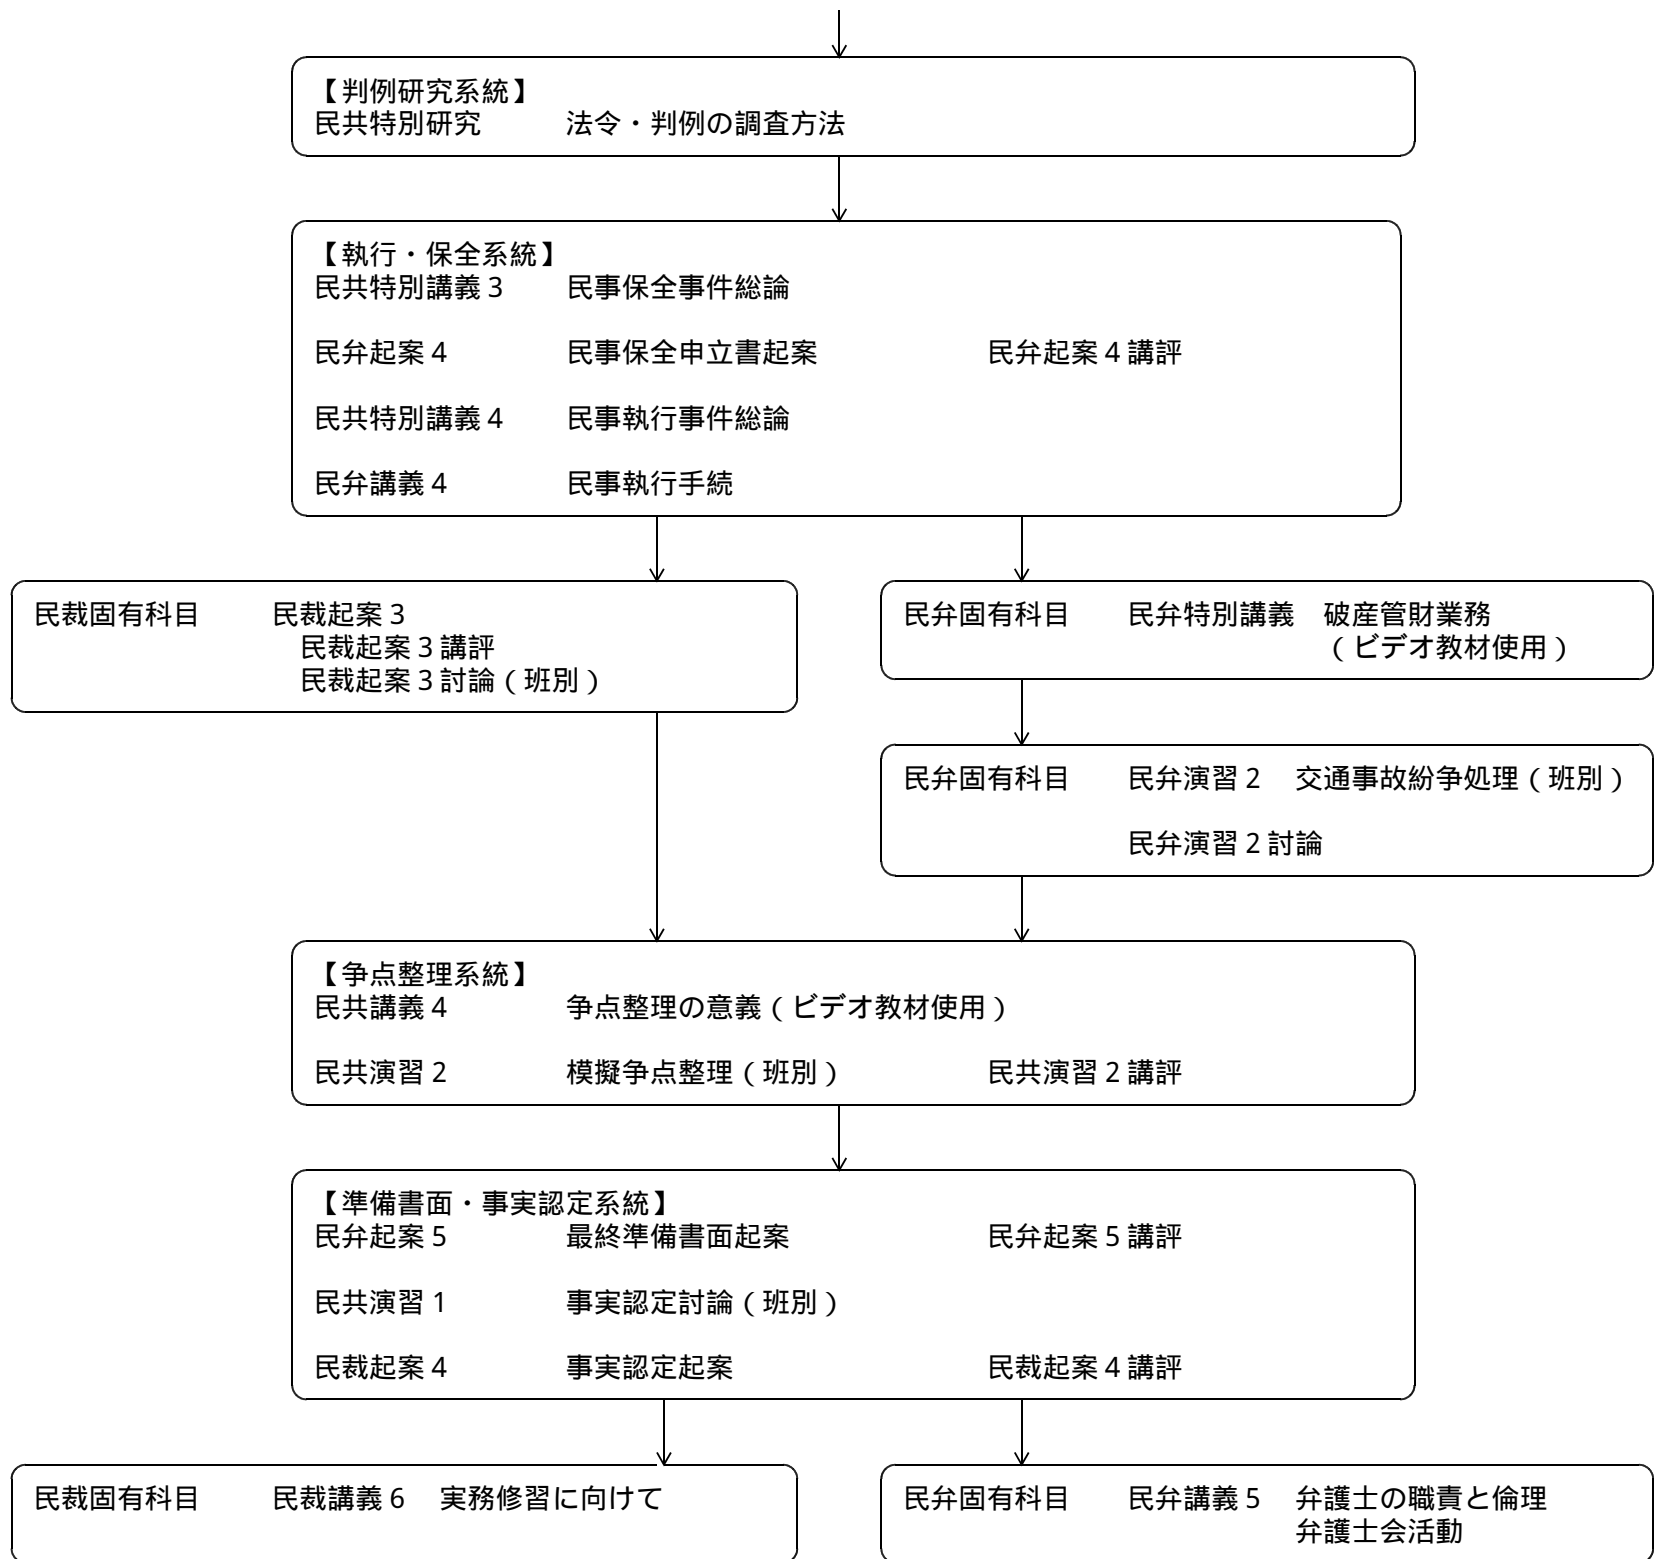 【判例研究系統】
民共特別研究　　　法令・判例の調査方法
【執行・保全系統】
民共特別講義３　　民事保全事件総論
民弁起案４　　　　民事保全申立書起案　　　　　　民弁起案４講評
民共特別講義４　　民事執行事件総論
民弁講義４　　　　民事執行手続
民裁固有科目　　民裁起案３
民裁起案３講評
民裁起案３討論（班別）
民弁固有科目　　民弁特別講義　破産管財業務
（ビデオ教材使用）
民弁固有科目　　民弁演習２　交通事故紛争処理（班別）
民弁演習２討論
【争点整理系統】
民共講義４　　　　争点整理の意義（ビデオ教材使用）
民共演習２　　　　模擬争点整理（班別）　　　　　民共演習２講評
【準備書面・事実認定系統】
民弁起案５　　　　最終準備書面起案　　　　　　　民弁起案５講評
民共演習１　　　　事実認定討論（班別）
民裁起案４　　　　事実認定起案　　　　　　　　　民裁起案４講評
民裁固有科目　　民裁講義６　実務修習に向けて
民弁固有科目　　民弁講義５　弁護士の職責と倫理
弁護士会活動